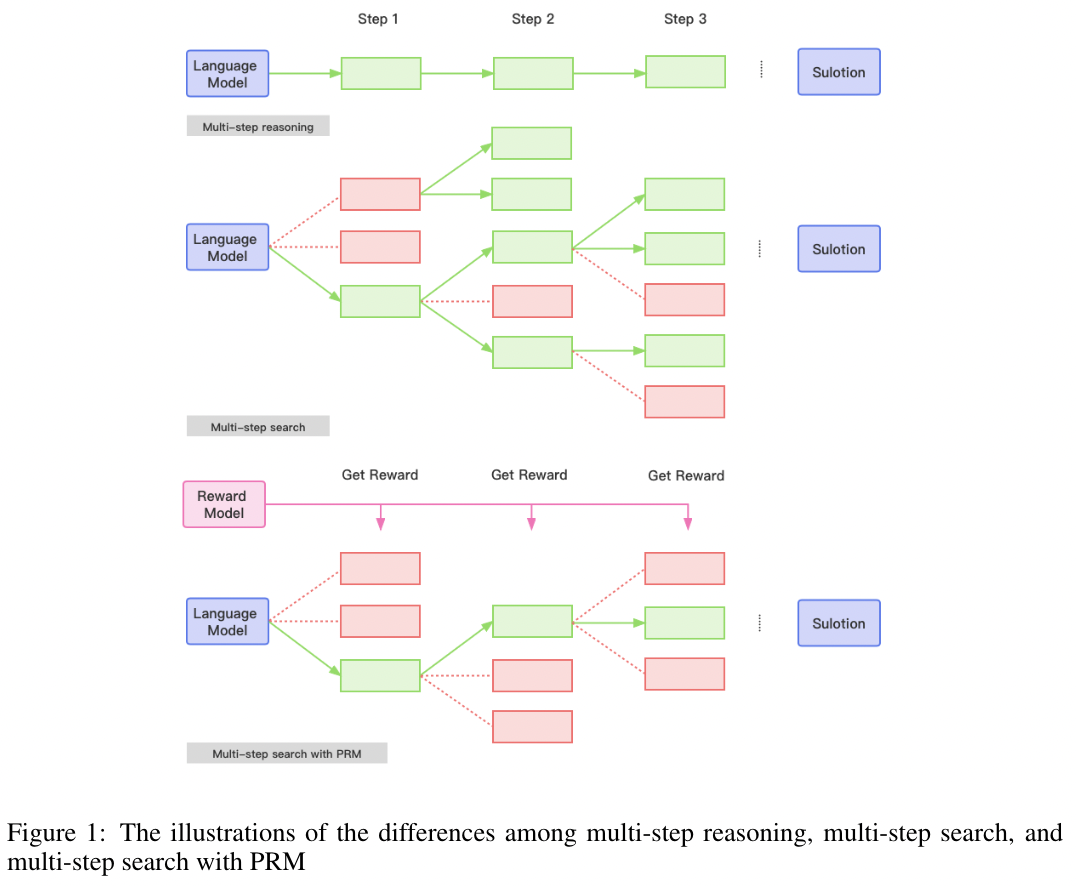 Step 1
Step 2
Step 3
Language
Model
Sulotion
Multi-step reasoning
Language
Model
Sulotion
Multi-step search
Get Reward
Get Reward
Get Reward
Reward
Model
Language
Model
Sulotion
Multi-step search with PRM
Figure 1: The illustrations of the differences among multi-step reasoning, multi-step search, and
multi-step search with PRM